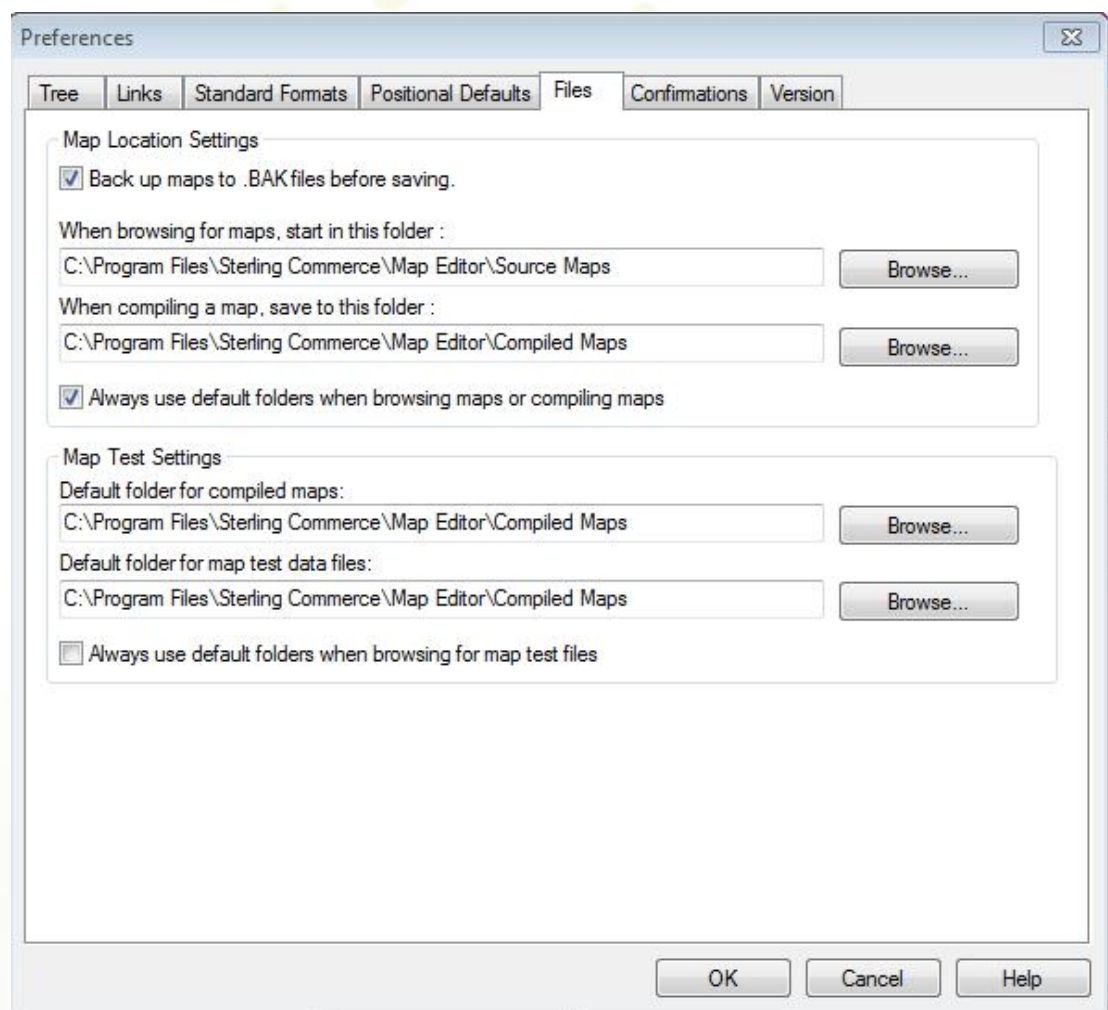 Preferences
Tree Links Standard Formats Positional Defaults Files Confirmations Version
Map Location Settings
Back up maps to .BAK files before saving.
When browsing for maps, start in this folder :
C:\Program Files\Sterling Commerce\Map Editor\Source Maps
Browse...
When compiling a map, save to this folder :
C:\Program Files\Sterling Commerce\Map Editor\Compiled Maps
Browse...
Always use default folders when browsing maps or compiling maps
Map Test Settings
Default folder for compiled maps:
C:\Program Files\Sterling Commerce\Map Editor\Compiled Maps
Browse...
Default folder for map test data files:
C:\Program Files\Sterling Commerce\Map Editor\Compiled Maps
Browse...
Always use default folders when browsing for map test files
OK Cancel Help